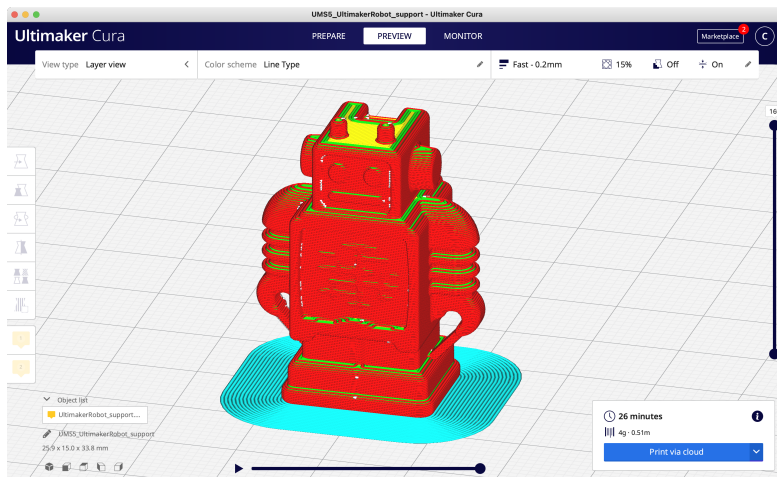 UMS5_UltimakerRobot_support - Ultimaker Cura
Ultimaker Cura
PREPARE PREVIEW MONITOR
Marketplace 2 C
View type Layer view Color scheme Line Type Fast - 0.2mm 15% Off On
Object list
UltimakerRobot_support....
UMS5_UltimakerRobot_support
25.9 x 15.0 x 33.8 mm
26 minutes
4g · 0.51m
Print via cloud